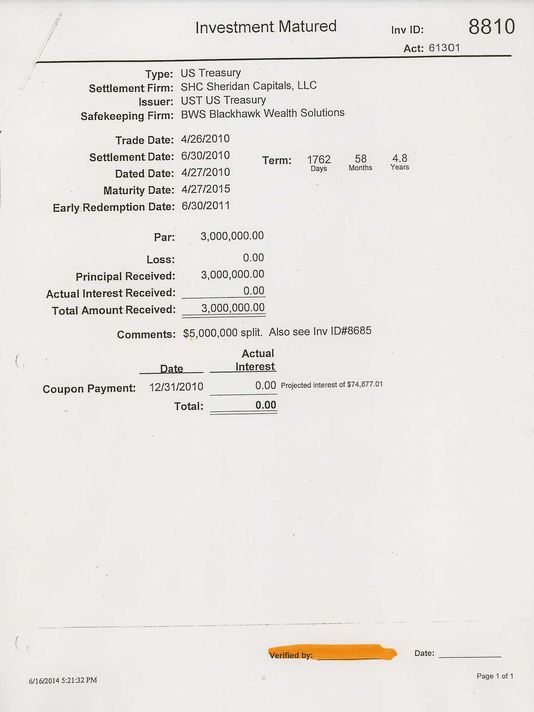 Investment Matured Inv ID: 8810
Act: 61301
Type: US Treasury
Settlement Firm: SHC Sheridan Capitals, LLC
Issuer: UST US Treasury
Safekeeping Firm: BWS Blackhawk Wealth Solutions
Trade Date: 4/26/2010
Settlement Date: 6/30/2010 Term: 1762 58 4.8
Days Months Years
Dated Date: 4/27/2010
Maturity Date: 4/27/2015
Early Redemption Date: 6/30/2011
Par: 3,000,000.00
Loss: 0.00
Principal Received: 3,000,000.00
Actual Interest Received: 0.00
Total Amount Received: 3,000,000.00
Comments: $5,000,000 split. Also see Inv ID#8685
Actual
Date Interest
Coupon Payment: 12/31/2010 0.00 Projected interest of $74,877.01
Total: 0.00
Verified by: Date:
6/16/2014 5:21:32 PM Page 1 of 1